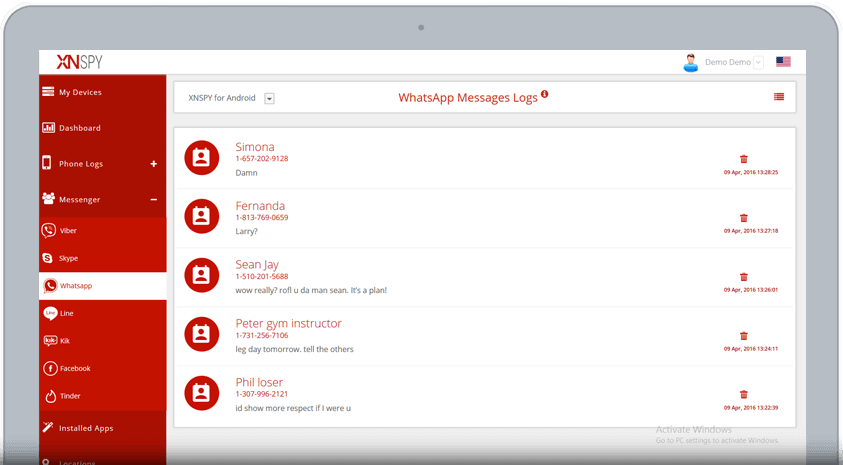 XNSPY
Demo Demo
My Devices
Dashboard
Phone Logs +
Messenger −
Viber
Skype
Whatsapp
Line
Kik
Facebook
Tinder
Installed Apps
Locations
XNSPY for Android
WhatsApp Messages Logs
Simona
1-657-202-9128
Damn
09 Apr, 2016 13:28:25
Fernanda
1-813-769-0659
Larry?
09 Apr, 2016 13:27:18
Sean Jay
1-510-201-5688
wow really? rofl u da man sean. It's a plan!
09 Apr, 2016 13:26:01
Peter gym instructor
1-731-256-7106
leg day tomorrow. tell the others
09 Apr, 2016 13:24:11
Phil loser
1-307-996-2121
id show more respect if I were u
09 Apr, 2016 13:22:39
Activate Windows
Go to PC settings to activate Windows.